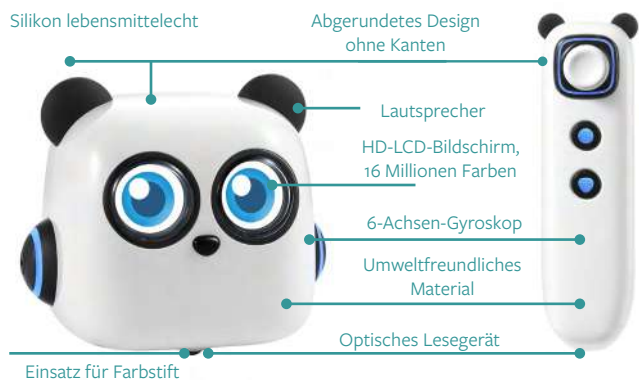 Silikon lebensmittelecht
Abgerundetes Design
ohne Kanten
Lautsprecher
HD-LCD-Bildschirm,
16 Millionen Farben
6-Achsen-Gyroskop
Umweltfreundliches
Material
Optisches Lesegerät
Einsatz für Farbstift